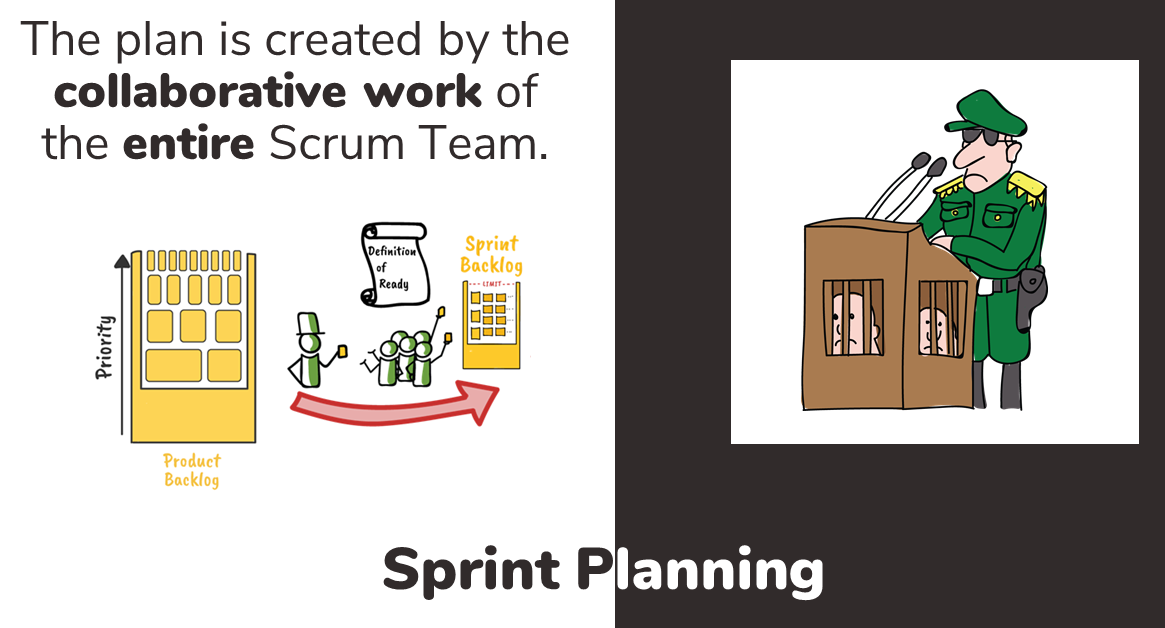 The plan is created by the
collaborative work of
the entire Scrum Team.
Definition
of
Ready
Sprint
Backlog
LIMIT
Priority
Product
Backlog
Sprint Planning